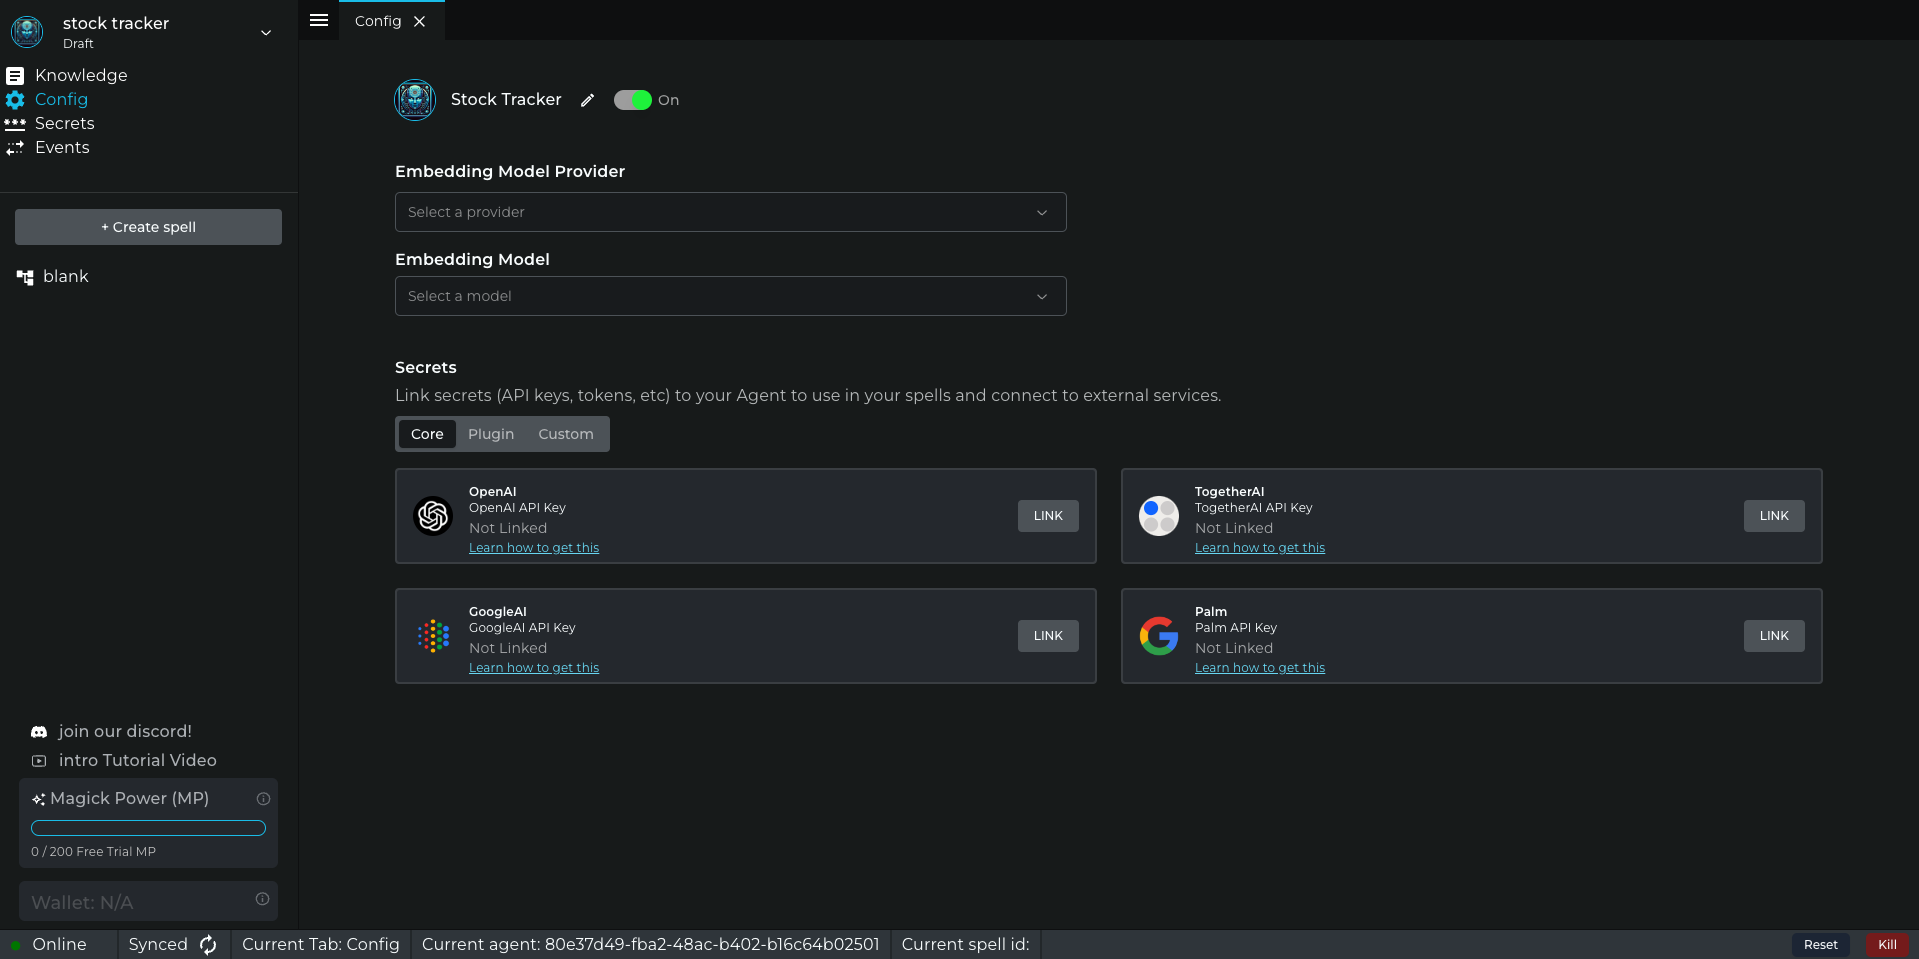 stock tracker
Draft
Knowledge
Config
Secrets
Events
+ Create spell
blank
join our discord!
intro Tutorial Video
Magick Power (MP)
0 / 200 Free Trial MP
Wallet: N/A
Config
Stock Tracker
On
Embedding Model Provider
Select a provider
Embedding Model
Select a model
Secrets
Link secrets (API keys, tokens, etc) to your Agent to use in your spells and connect to external services.
Core Plugin Custom
OpenAI
OpenAI API Key
Not Linked
Learn how to get this
LINK
TogetherAI
TogetherAI API Key
Not Linked
Learn how to get this
LINK
GoogleAI
GoogleAI API Key
Not Linked
Learn how to get this
LINK
Palm
Palm API Key
Not Linked
Learn how to get this
LINK
Online Synced Current Tab: Config Current agent: 80e37d49-fba2-48ac-b402-b16c64b02501 Current spell id: Reset Kill